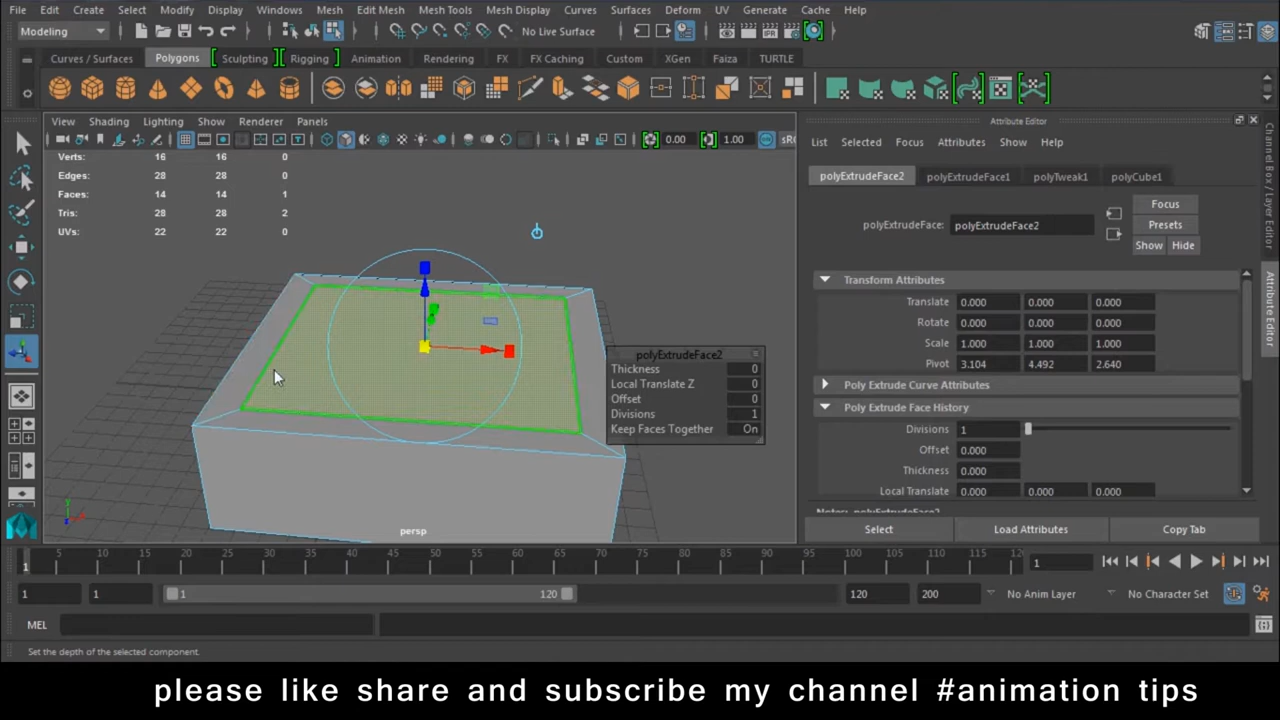 File Edit Create Select Modify Display Windows Mesh Edit Mesh Mesh Tools Mesh Display Curves Surfaces Deform UV Generate Cache Help
Modeling No Live Surface
Curves / Surfaces Polygons Sculpting Rigging Animation Rendering FX FX Caching Custom XGen Faiza TURTLE
View Shading Lighting Show Renderer Panels
0.00 1.00
Verts: 16 16 0
Edges: 28 28 0
Faces: 14 14 1
Tris: 28 28 2
UVs: 22 22 0
polyExtrudeFace2
Thickness 0
Local Translate Z 0
Offset 0
Divisions 1
Keep Faces Together On
persp
Attribute Editor
List Selected Focus Attributes Show Help
polyExtrudeFace2 polyExtrudeFace1 polyTweak1 polyCube1
Focus
polyExtrudeFace: polyExtrudeFace2 Presets
Show Hide
Transform Attributes
Translate 0.000 0.000 0.000
Rotate 0.000 0.000 0.000
Scale 1.000 1.000 1.000
Pivot 3.104 4.492 2.640
Poly Extrude Curve Attributes
Poly Extrude Face History
Divisions 1
Offset 0.000
Thickness 0.000
Local Translate 0.000 0.000 0.000
Notes: polyExtrudeFace2
Select Load Attributes Copy Tab
Channel Box / Layer Editor
Attribute Editor
5 10 15 20 25 30 35 40 45 50 55 60 65 70 75 80 85 90 95 100 105 110 115
1 1
1 1 1 120 120 200 No Anim Layer No Character Set
MEL
Set the depth of the selected component.
please like share and subscribe my channel #animation tips